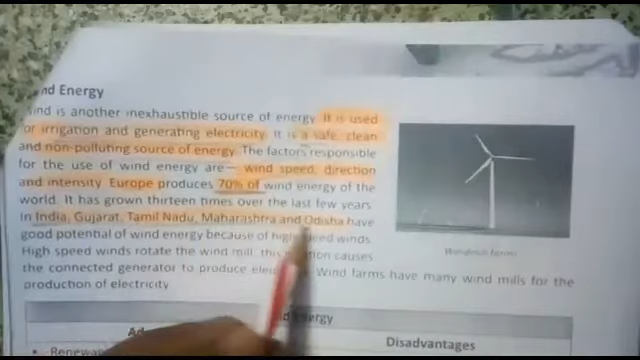 nd Energy
ind is another inexhaustible source of energy. It is used
or irrigation and generating electricity. It is a safe, clean
and non-polluting source of energy. The factors responsible
for the use of wind energy are— wind speed, direction
and intensity. Europe produces 70% of wind energy of the
world. It has grown thirteen times over the last few years.
In India, Gujarat, Tamil Nadu, Maharashtra and Odisha have
good potential of wind energy because of high speed winds.
High speed winds rotate the wind mill, this causes
the connected generator to produce Wind farms have many wind mills for the
production of electricity
Windmill farms
Energy
Disadvantages